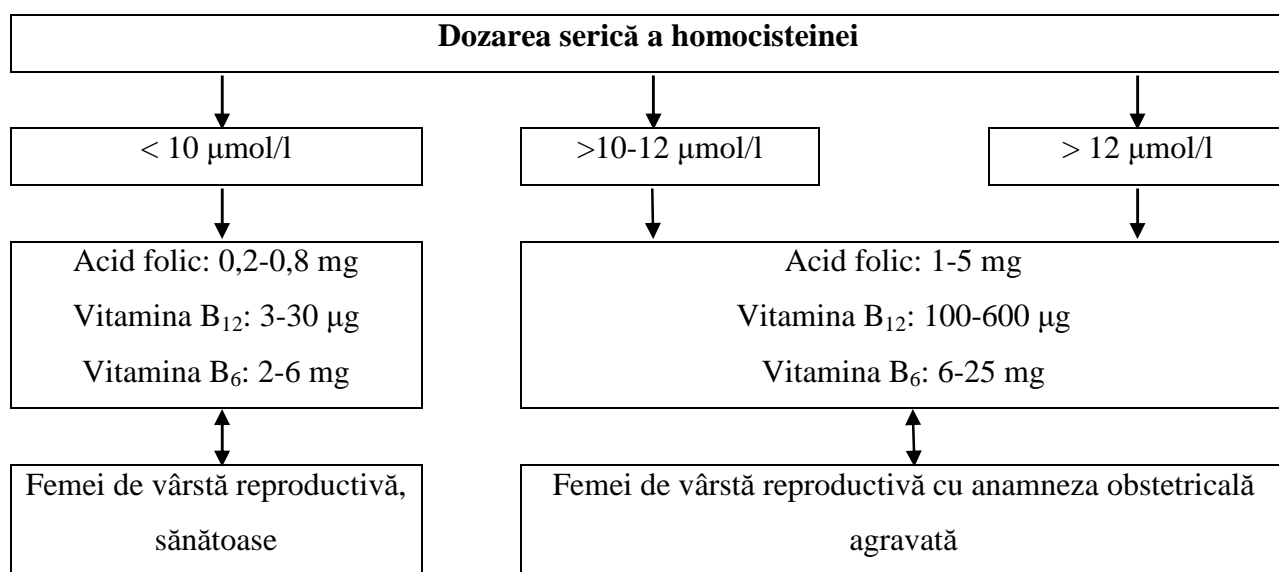 Dozarea serică a homocisteinei
< 10 μmol/l
>10-12 μmol/l
> 12 μmol/l
Acid folic: 0,2-0,8 mg
Vitamina B₁₂: 3-30 μg
Vitamina B₆: 2-6 mg
Acid folic: 1-5 mg
Vitamina B₁₂: 100-600 μg
Vitamina B₆: 6-25 mg
Femei de vârstă reproductivă,
sănătoase
Femei de vârstă reproductivă cu anamneza obstetricală
agravată